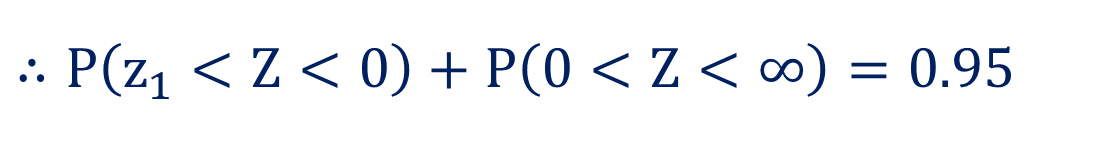 ∴ P(z₁ < Z < 0) + P(0 < Z < ∞) = 0.95